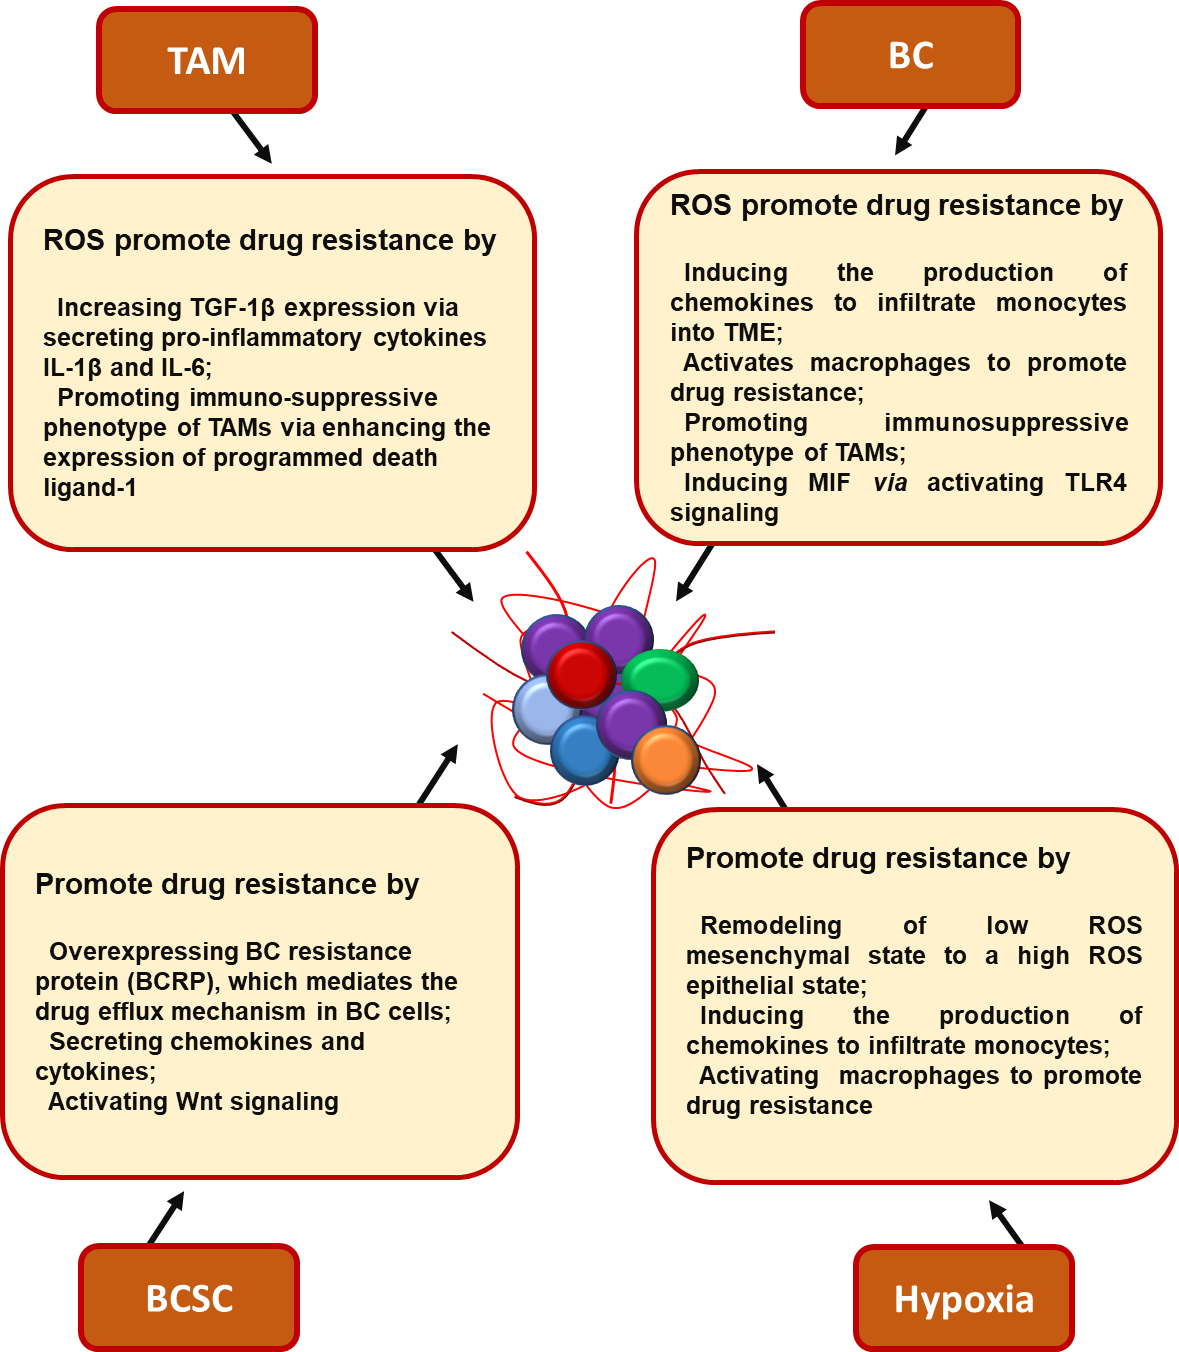 TAM
ROS promote drug resistance by
Increasing TGF-1β expression via
secreting pro-inflammatory cytokines
IL-1β and IL-6;
Promoting immuno-suppressive
phenotype of TAMs via enhancing the
expression of programmed death
ligand-1
BC
ROS promote drug resistance by
Inducing the production of
chemokines to infiltrate monocytes
into TME;
Activates macrophages to promote
drug resistance;
Promoting immunosuppressive
phenotype of TAMs;
Inducing MIF via activating TLR4
signaling
Promote drug resistance by
Overexpressing BC resistance
protein (BCRP), which mediates the
drug efflux mechanism in BC cells;
Secreting chemokines and
cytokines;
Activating Wnt signaling
BCSC
Promote drug resistance by
Remodeling of low ROS
mesenchymal state to a high ROS
epithelial state;
Inducing the production of
chemokines to infiltrate monocytes;
Activating macrophages to promote
drug resistance
Hypoxia